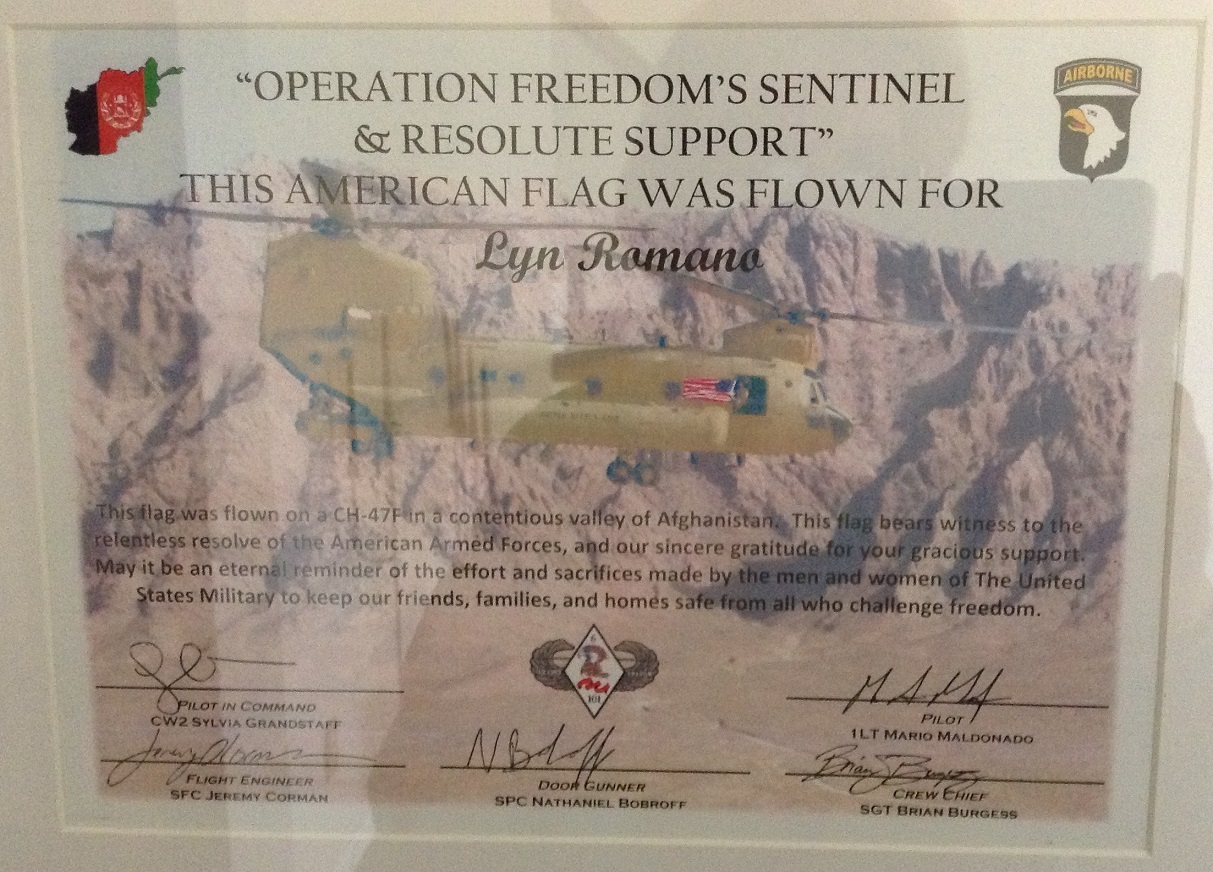 "OPERATION FREEDOM'S SENTINEL
& RESOLUTE SUPPORT"
THIS AMERICAN FLAG WAS FLOWN FOR
Lyn Romano
AIRBORNE
This flag was flown on a CH-47F in a contentious valley of Afghanistan. This flag bears witness to the
relentless resolve of the American Armed Forces, and our sincere gratitude for your gracious support.
May it be an eternal reminder of the effort and sacrifices made by the men and women of The United
States Military to keep our friends, families, and homes safe from all who challenge freedom.
6
101
PILOT IN COMMAND
CW2 SYLVIA GRANDSTAFF
PILOT
1LT MARIO MALDONADO
FLIGHT ENGINEER
SFC JEREMY CORMAN
DOOR GUNNER
SPC NATHANIEL BOBROFF
CREW CHIEF
SGT BRIAN BURGESS